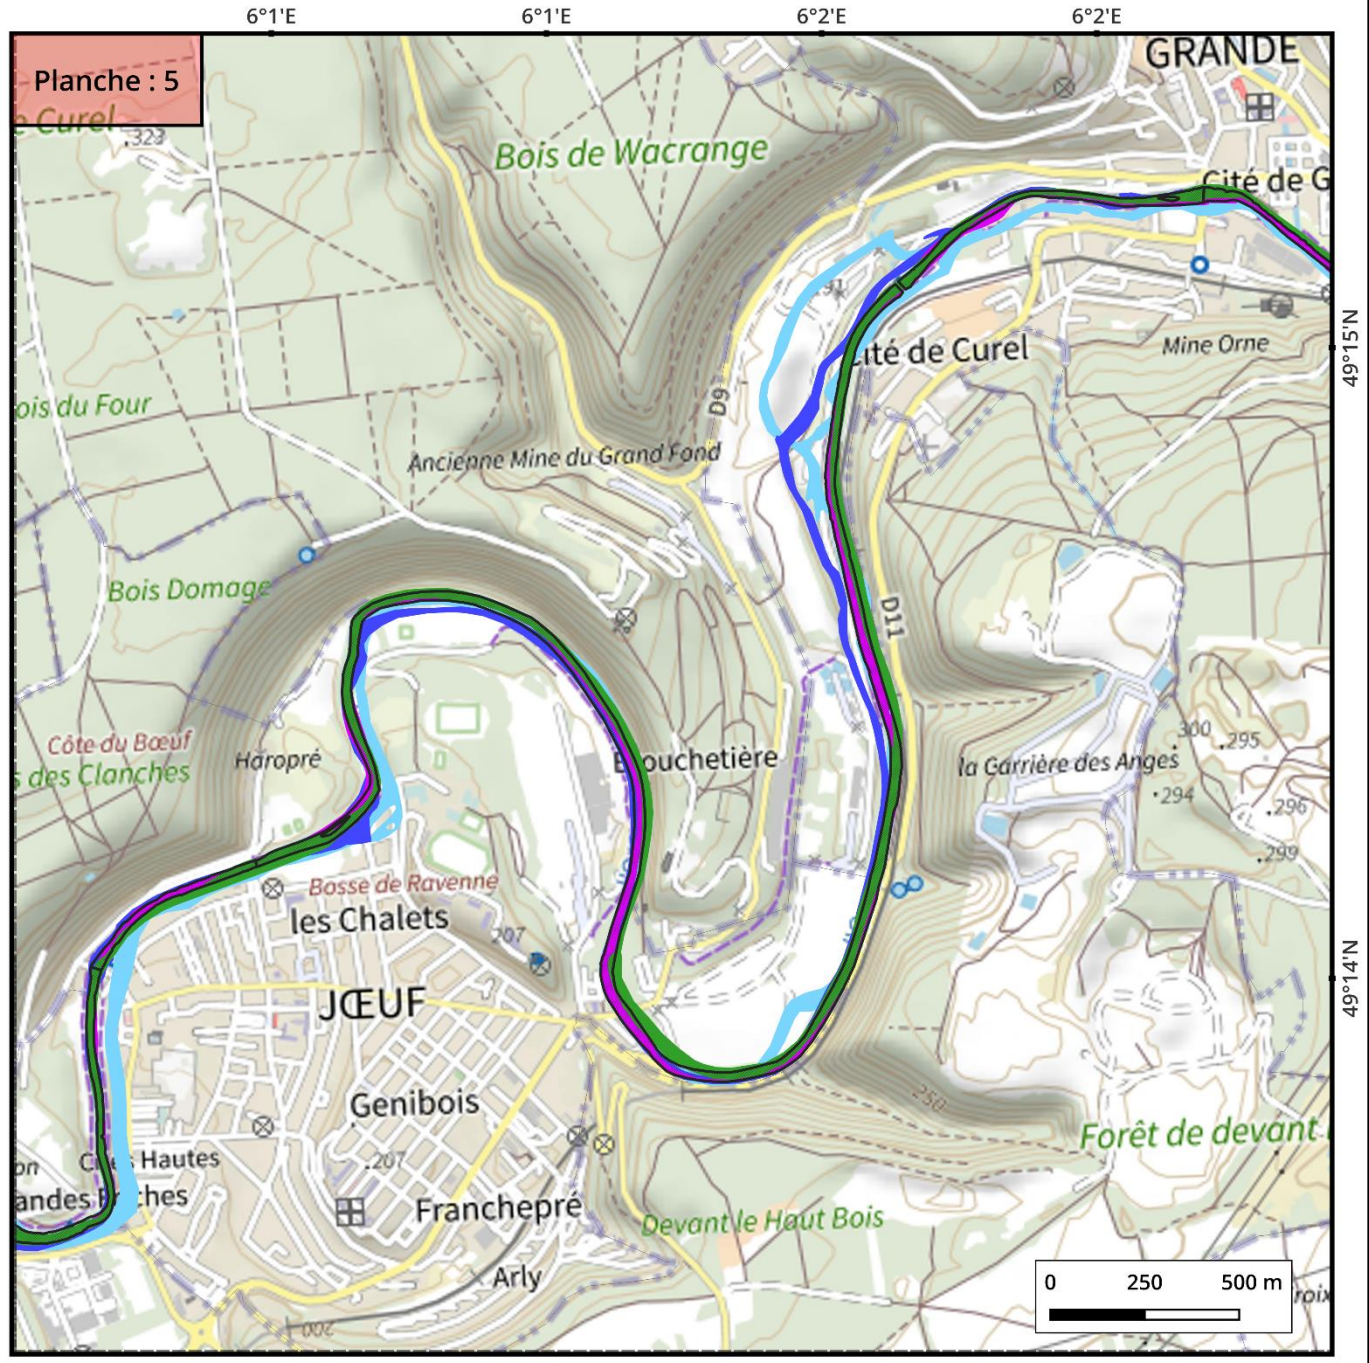 6°1'E 6°1'E 6°2'E 6°2'E
GRANDE
Planche : 5
e Curel
323
Bois de Wacrange
Cité de G
Cité de Curel
Mine Orne
49°15'N
D9
ois du Four
Ancienne Mine du Grand Fond
Bois Domage
D11
Côte du Bœuf
s des Clanches
Haropré
300
295
la Carrière des Anges
294
296
299
Bosse de Ravenne
les Chalets
207
49°14'N
JŒUF
Genibois
250
Forêt de devant
207
on
Hautes
Franchepré
Devant le Haut Bois
Arly
0 250 500 m
roix
200